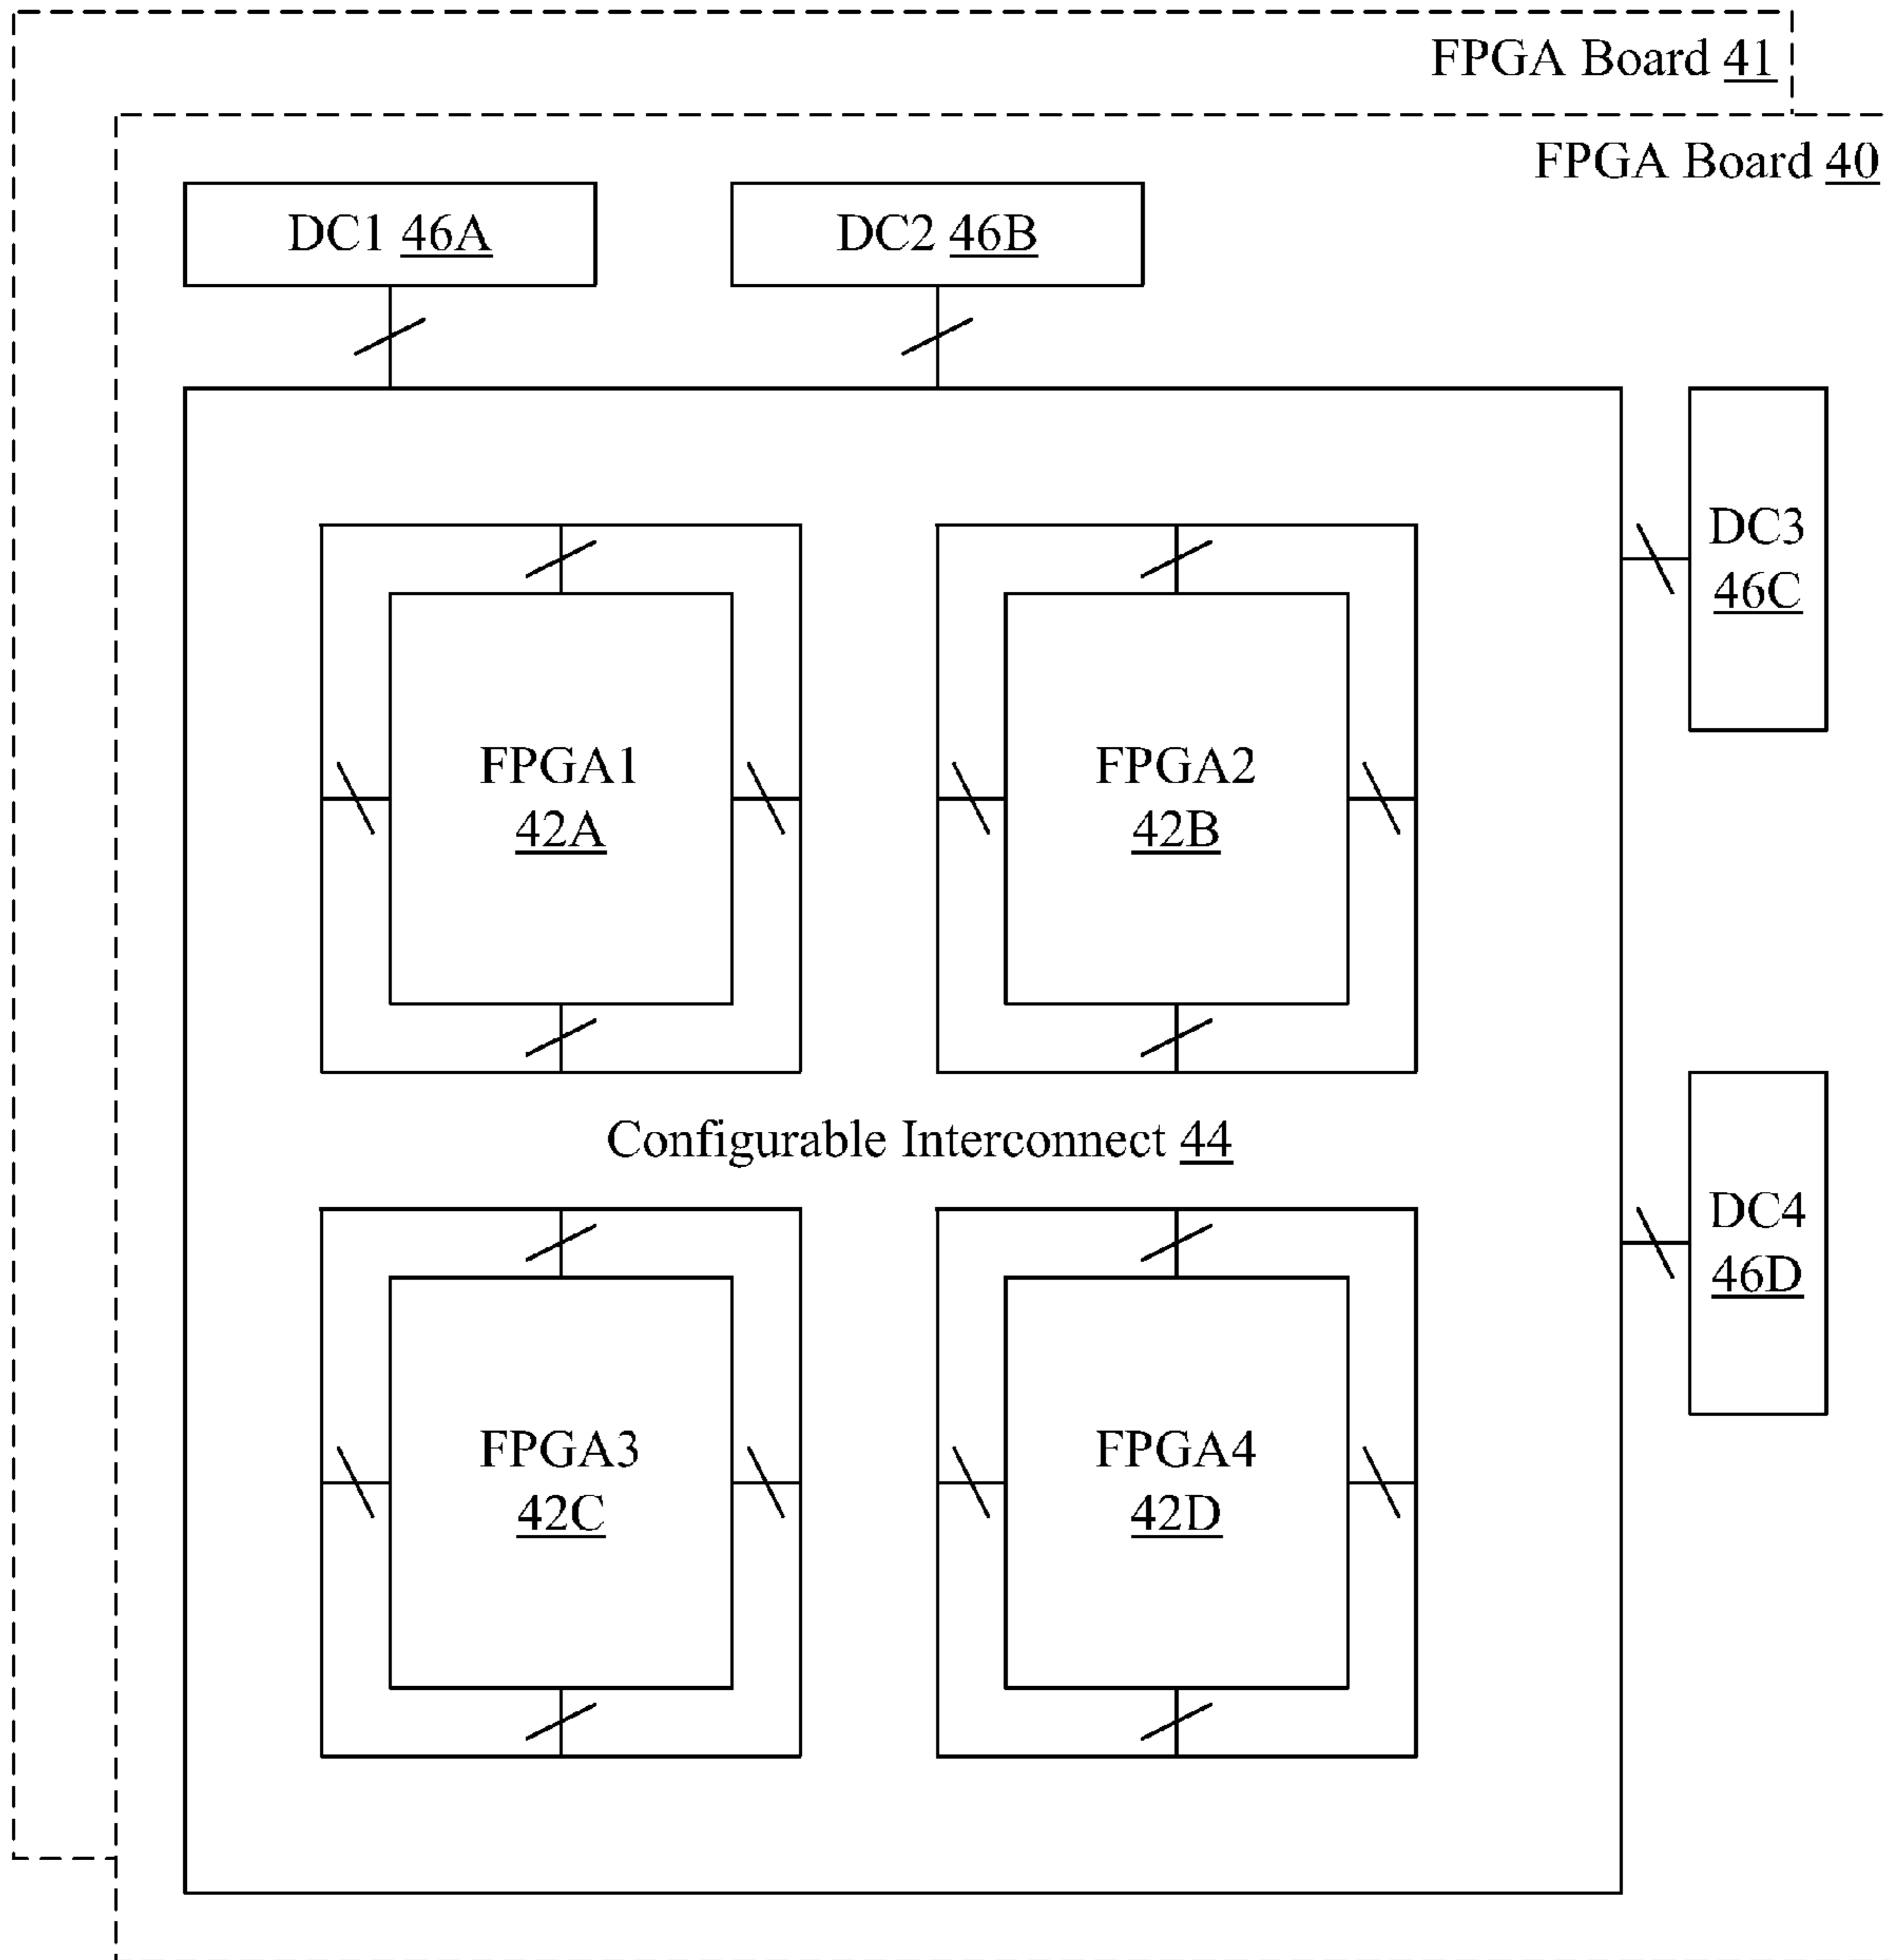 FPGA Board 41
FPGA Board 40
DC1 46A
DC2 46B
DC3
46C
FPGA1
42A
FPGA2
42B
Configurable Interconnect 44
DC4
46D
FPGA3
42C
FPGA4
42D